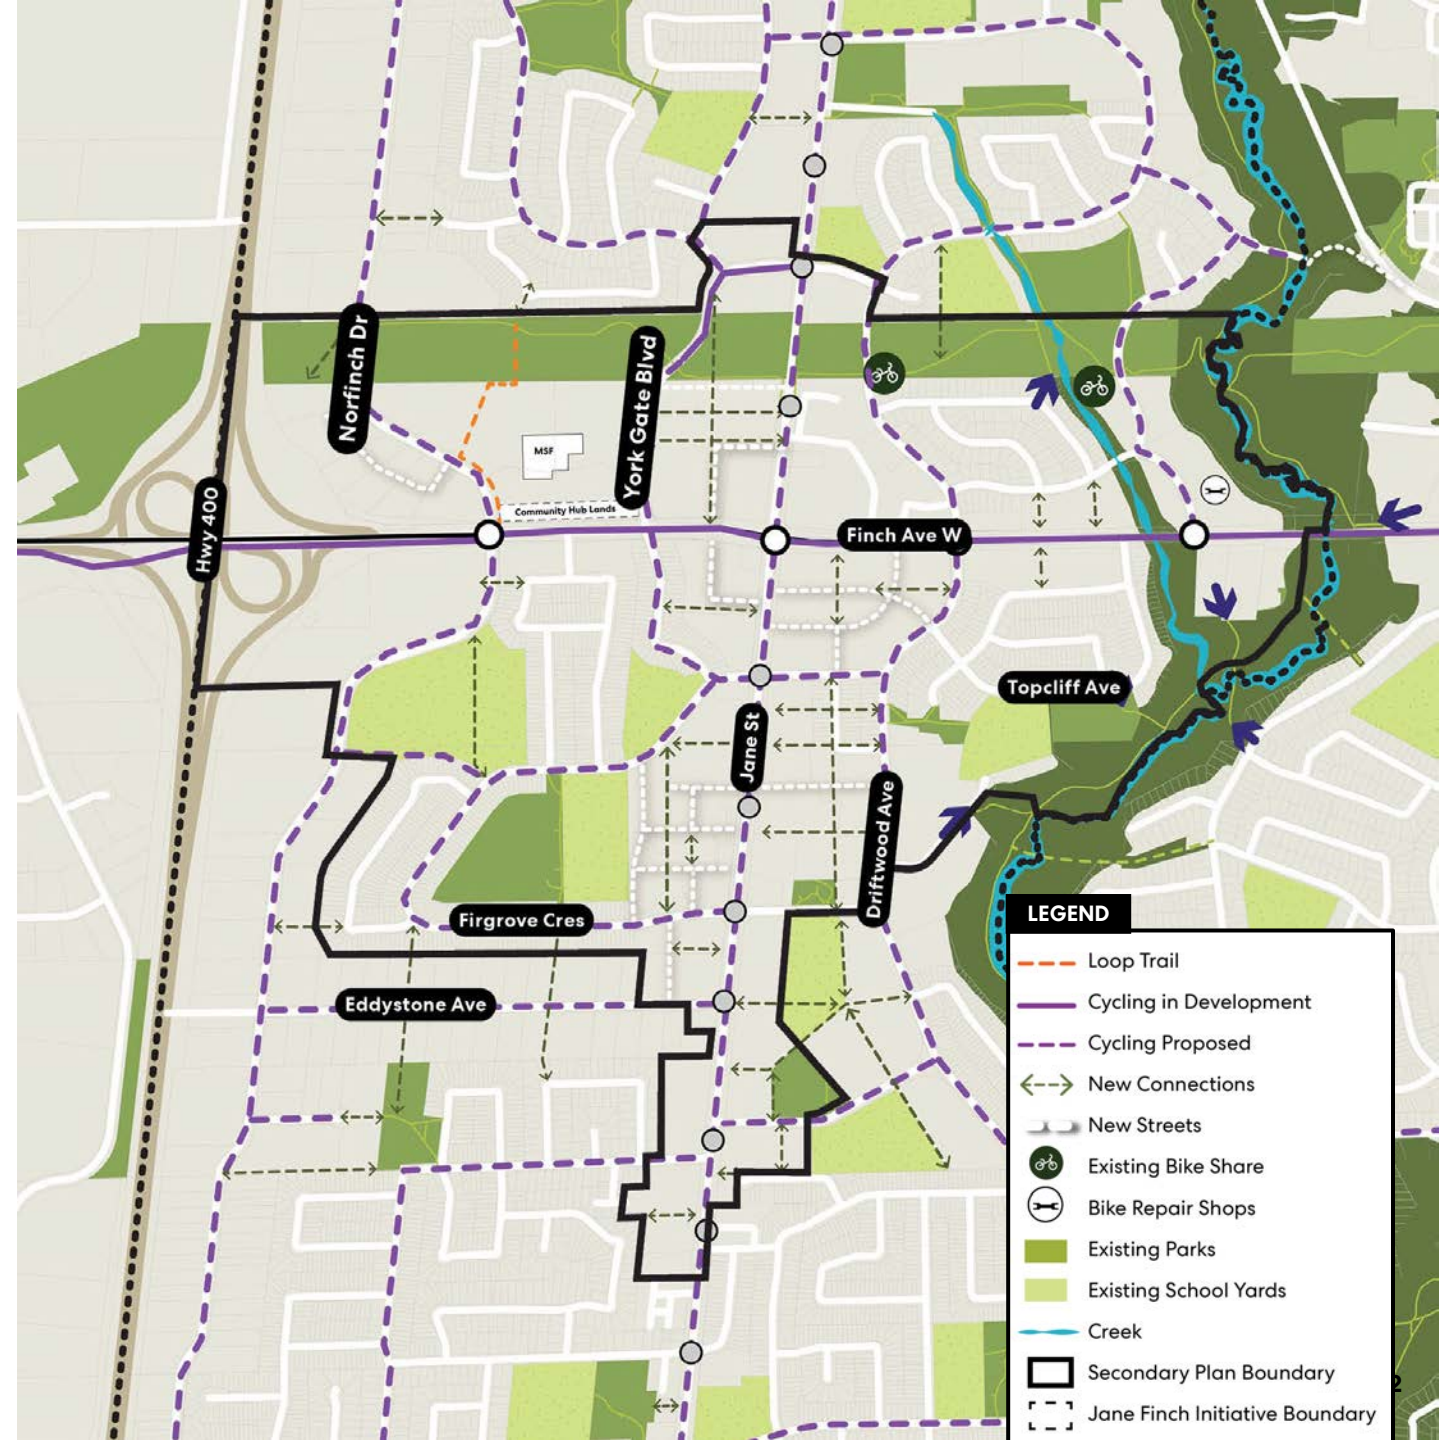 Norfinch Dr
York Gate Blvd
MSF
Community Hub Lands
Hwy 400
Finch Ave W
Topcliff Ave
Jane St
Driftwood Ave
Firgrove Cres
Eddystone Ave
LEGEND
Loop Trail
Cycling in Development
Cycling Proposed
New Connections
New Streets
Existing Bike Share
Bike Repair Shops
Existing Parks
Existing School Yards
Creek
Secondary Plan Boundary
2
Jane Finch Initiative Boundary